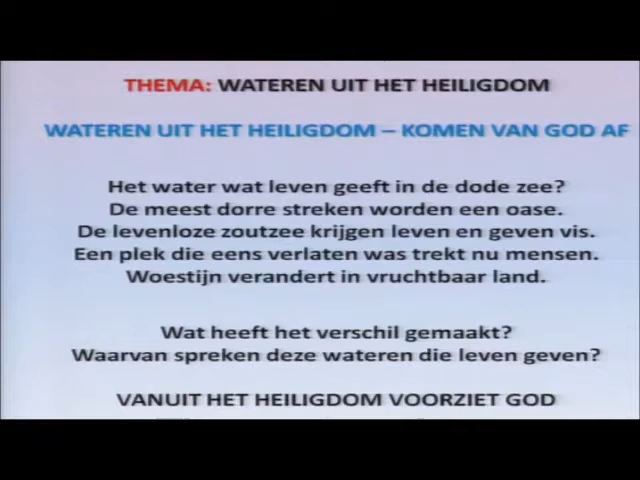 THEMA: WATEREN UIT HET HEILIGDOM
WATEREN UIT HET HEILIGDOM – KOMEN VAN GOD AF
Het water wat leven geeft in de dode zee?
De meest dorre streken worden een oase.
De levenloze zoutzee krijgen leven en geven vis.
Een plek die eens verlaten was trekt nu mensen.
Woestijn verandert in vruchtbaar land.
Wat heeft het verschil gemaakt?
Waarvan spreken deze wateren die leven geven?
VANUIT HET HEILIGDOM VOORZIET GOD